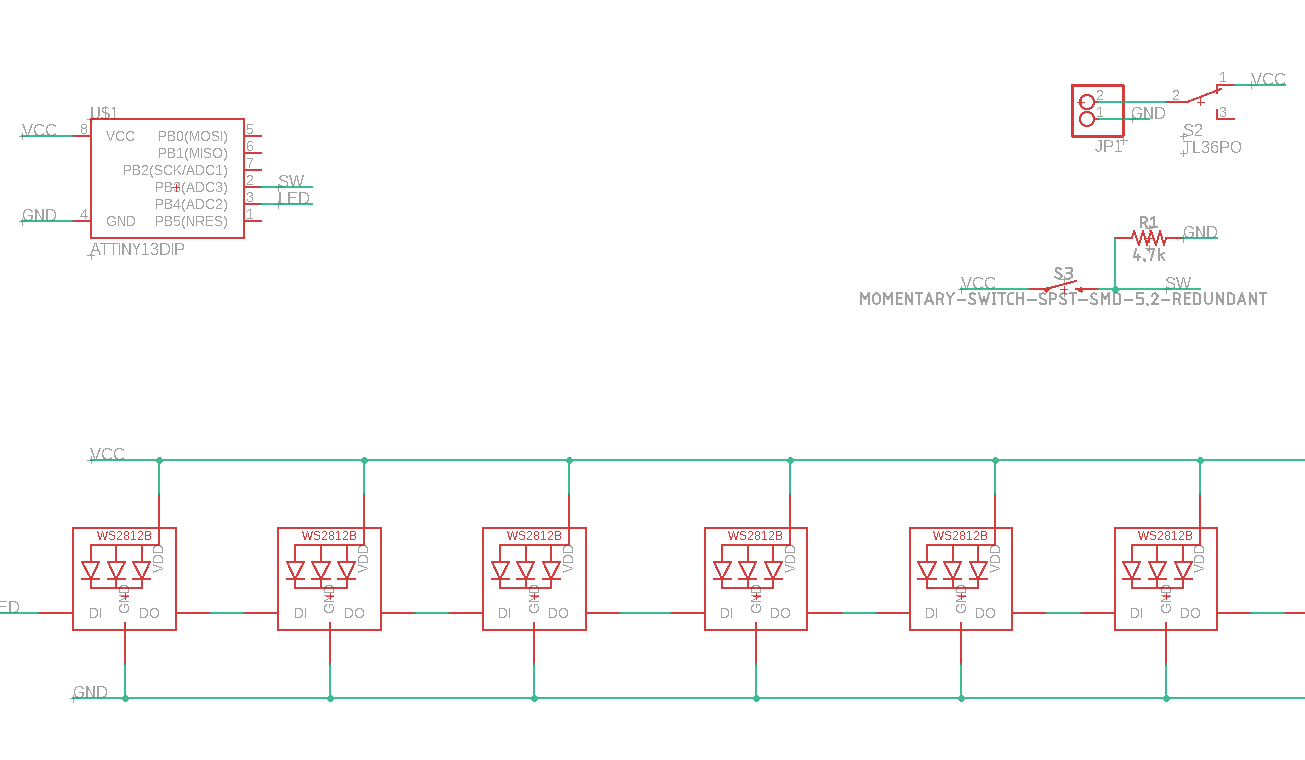 U$1
VCC 8 VCC PB0(MOSI) 5
PB1(MISO) 6
PB2(SCK/ADC1) 7
PB3(ADC3) 2 SW
PB4(ADC2) 3 LED
GND 4 GND PB5(NRES) 1
ATTINY13DIP
1 VCC
2 2
1 GND 3
S2
JP1 TL36PO
R1
GND
4.7k
S3
VCC SW
MOMENTARY-SWITCH-SPST-SMD-5.2-REDUNDANT
VCC
WS2812B WS2812B WS2812B WS2812B WS2812B WS2812B
VDD VDD VDD VDD VDD VDD
GND GND GND GND GND GND
ED DI DO DI DO DI DO DI DO DI DO DI DO
GND